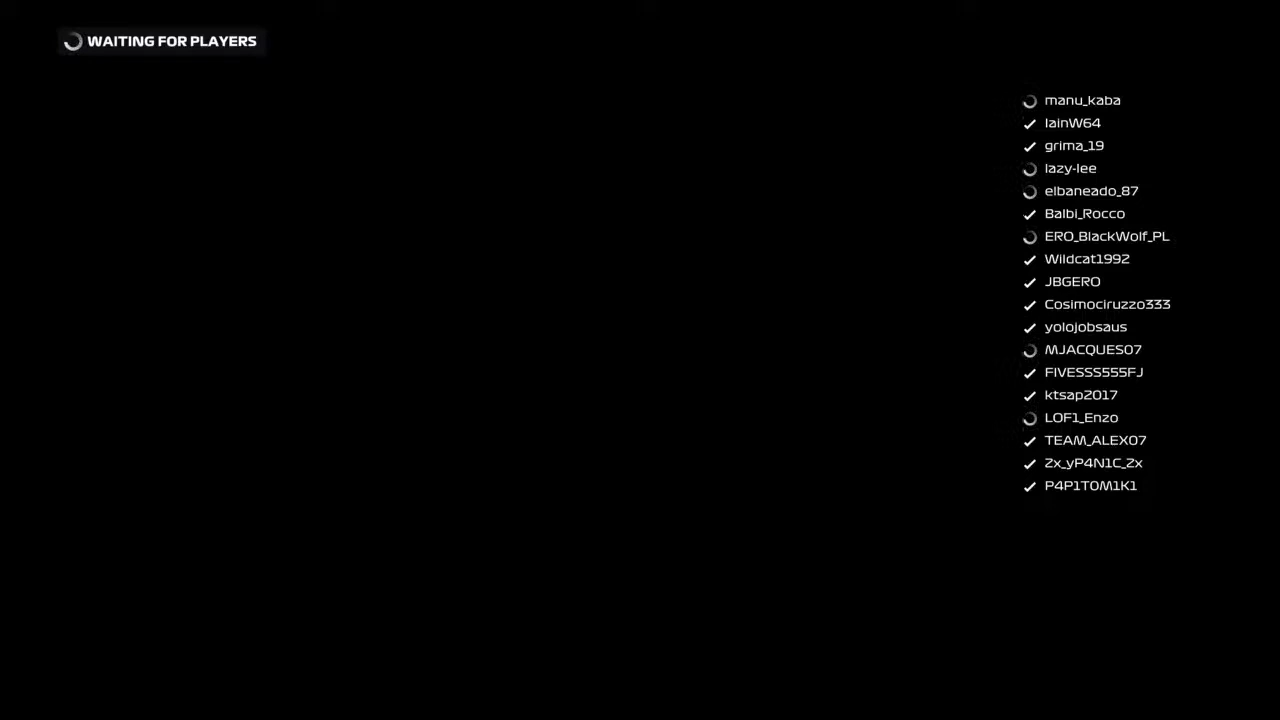 WAITING FOR PLAYERS
manu_kaba
IainW64
grima_19
lazy-lee
elbaneado_87
Balbi_Rocco
ERO_BlackWolf_PL
Wildcat1992
JBGERO
Cosimociruzzo333
yolojobsaus
MJACQUES07
FIVESSS555FJ
ktsap2017
LOF1_Enzo
TEAM_ALEX07
Zx_yP4N1C_Zx
P4P1T0M1K1